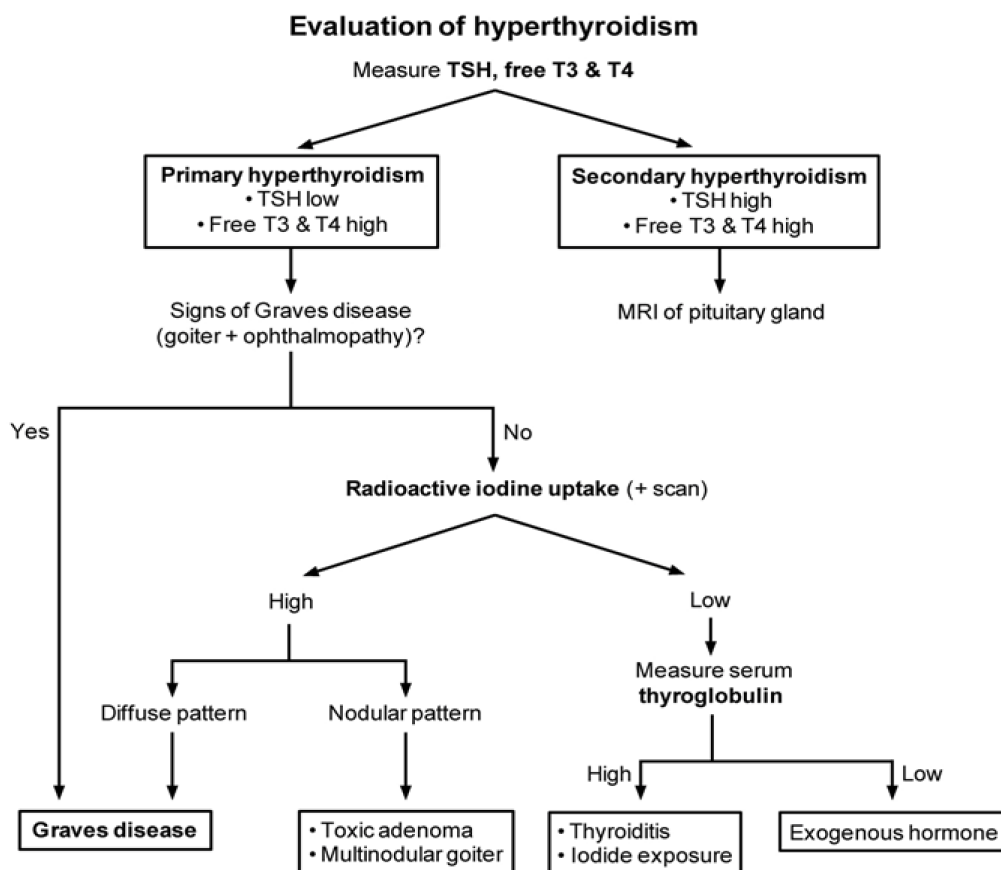 Evaluation of hyperthyroidism
Measure TSH, free T3 & T4
Primary hyperthyroidism
• TSH low
• Free T3 & T4 high
Secondary hyperthyroidism
• TSH high
• Free T3 & T4 high
Signs of Graves disease
(goiter + ophthalmopathy)?
MRI of pituitary gland
Yes
No
Radioactive iodine uptake (+ scan)
High
Low
Diffuse pattern
Nodular pattern
Measure serum
thyroglobulin
High
Low
Graves disease
• Toxic adenoma
• Multinodular goiter
• Thyroiditis
• Iodide exposure
Exogenous hormone